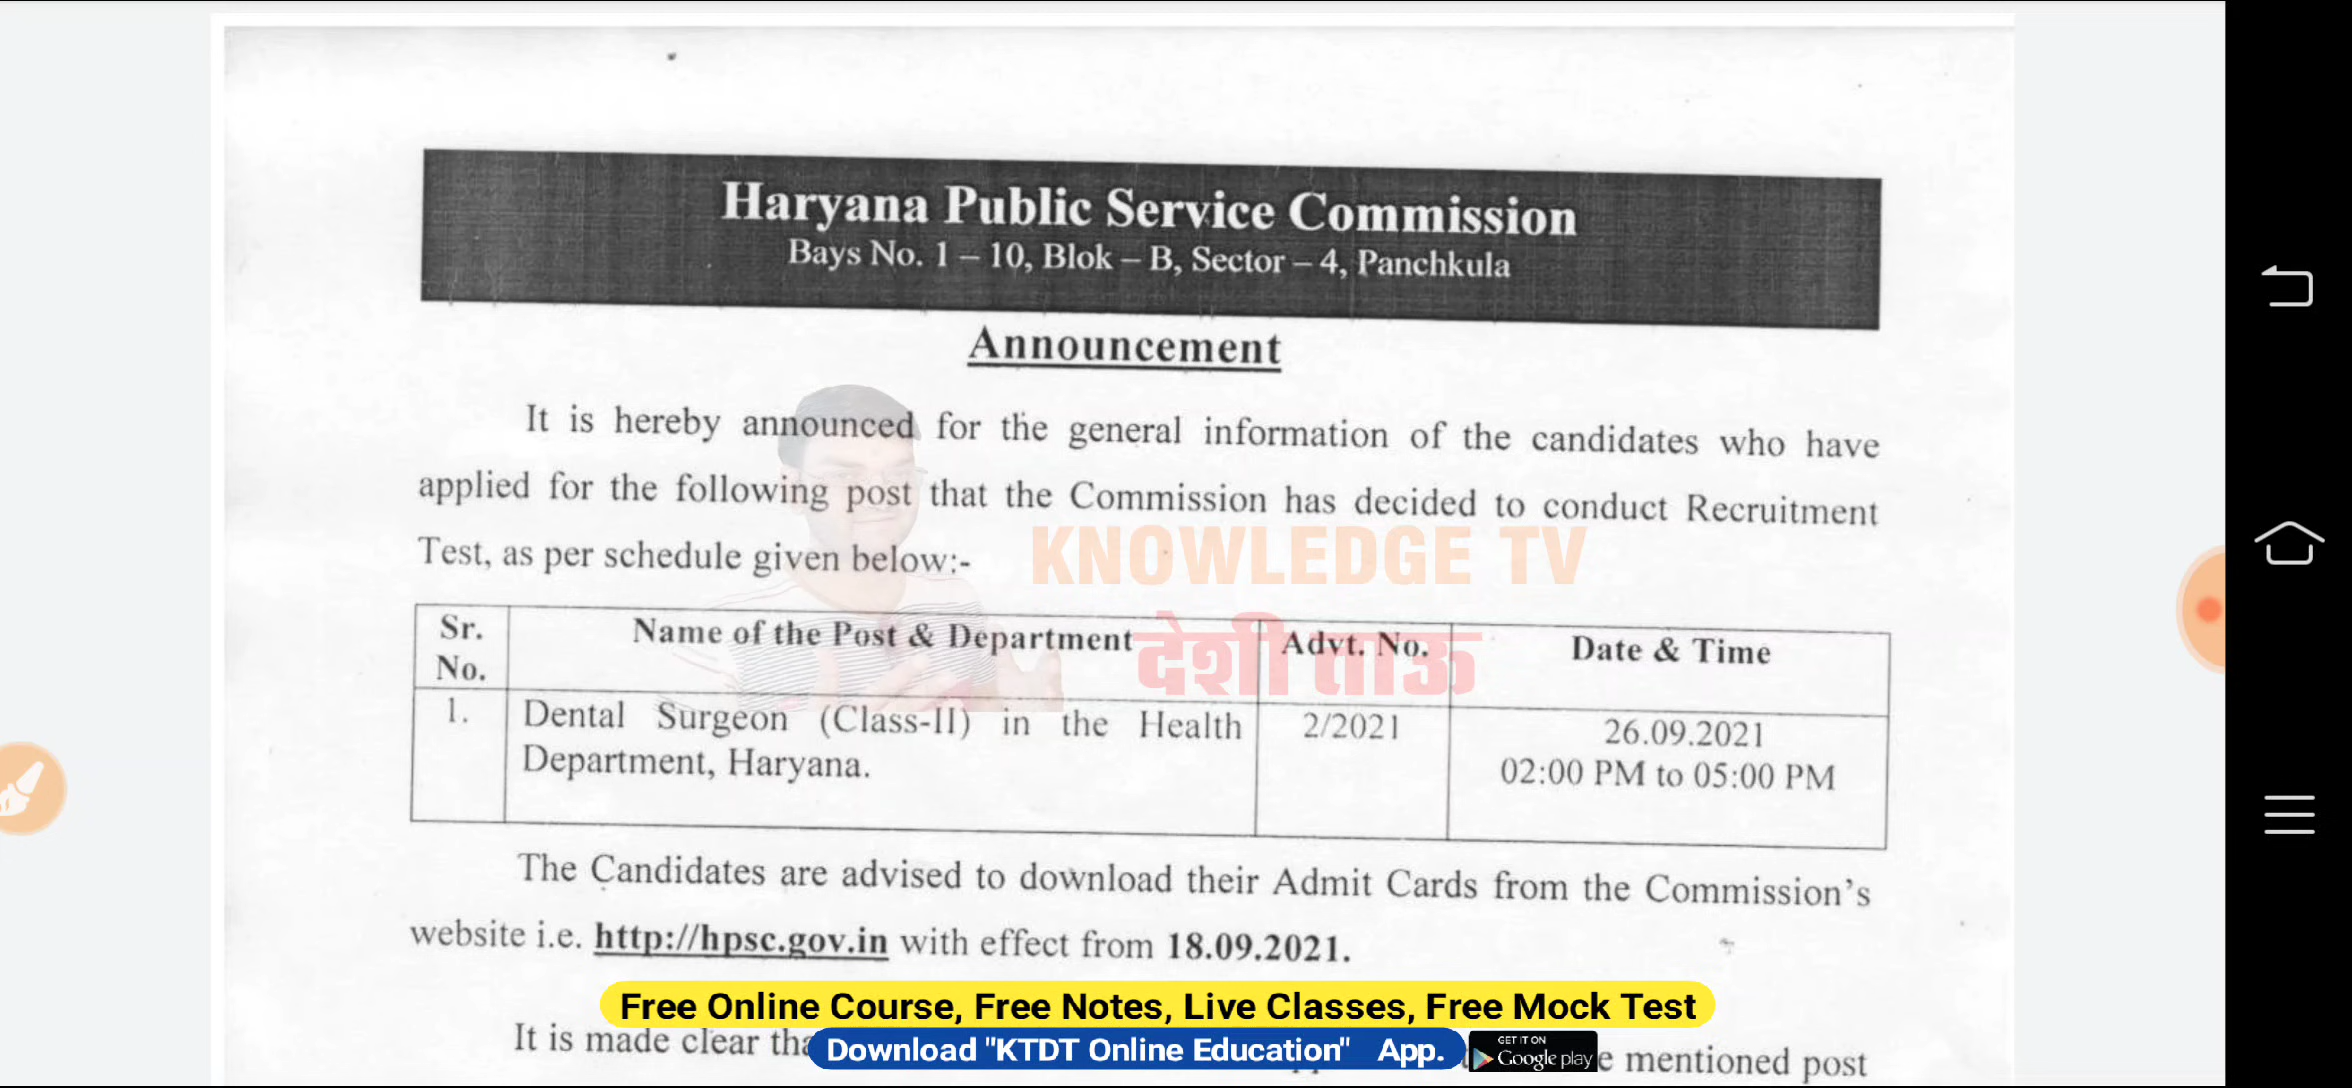 Haryana Public Service Commission
Bays No. 1 – 10, Blok – B, Sector – 4, Panchkula
Announcement
It is hereby announced for the general information of the candidates who have
applied for the following post that the Commission has decided to conduct Recruitment
Test, as per schedule given below:-
KNOWLEDGE TV
देशी ताऊ
Sr. No. Name of the Post & Department Advt. No. Date & Time
1. Dental Surgeon (Class-II) in the Health Department, Haryana. 2/2021 26.09.2021 02:00 PM to 05:00 PM
The Candidates are advised to download their Admit Cards from the Commission's
website i.e. http://hpsc.gov.in with effect from 18.09.2021.
Free Online Course, Free Notes, Live Classes, Free Mock Test
It is made clear mentioned post
Download "KTDT Online Education" App.
GET IT ON
Google play